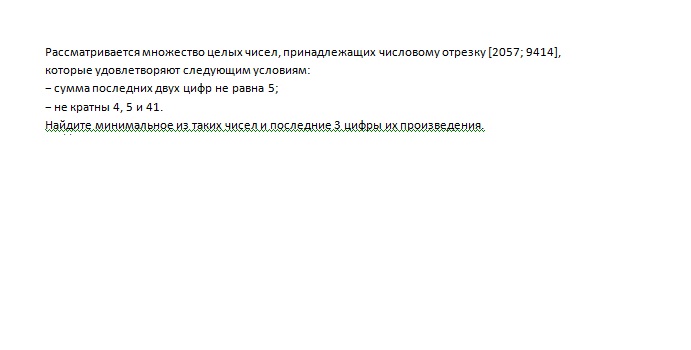 Рассматривается множество целых чисел, принадлежащих числовому отрезку [2057; 9414],
которые удовлетворяют следующим условиям:
– сумма последних двух цифр не равна 5;
– не кратны 4, 5 и 41.
Найдите минимальное из таких чисел и последние 3 цифры их произведения.